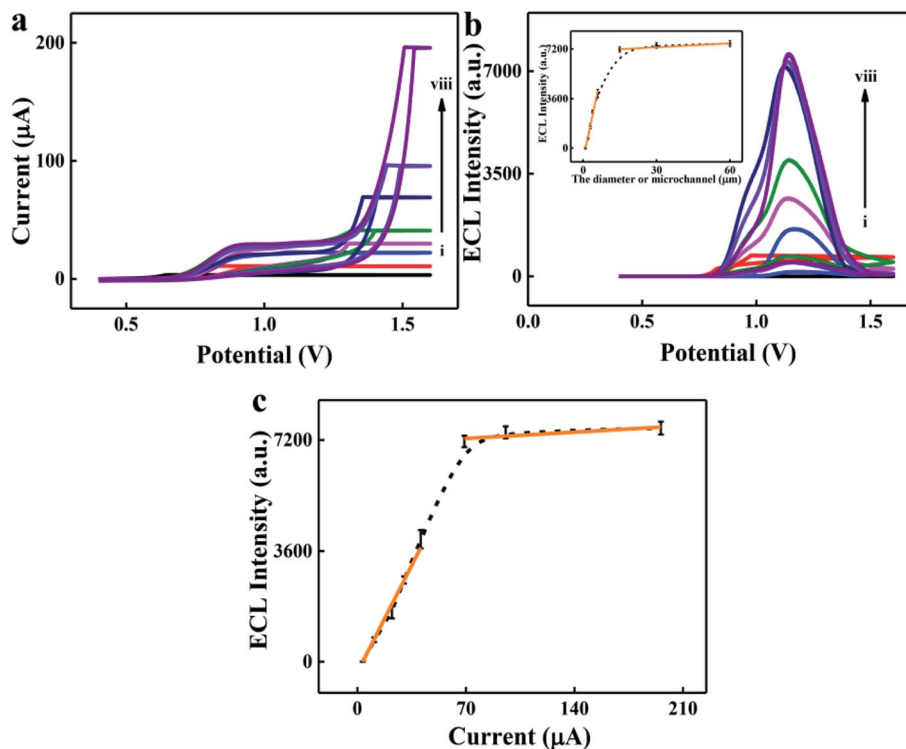 a
Current (μA)
200
100
0
viii
i
0.5
1.0
1.5
Potential (V)
b
ECL Intensity (a.u.)
7000
3500
0
ECL Intensity (a.u.)
7200
3600
0
0
30
60
The diameter or microchannel (μm)
viii
i
0.0
0.5
1.0
1.5
Potential (V)
c
ECL Intensity (a.u.)
7200
3600
0
0
70
140
210
Current (μA)